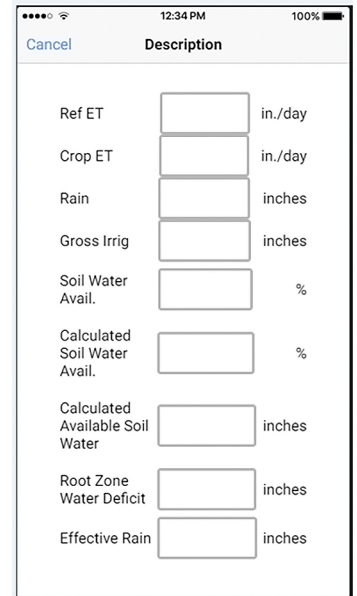 12:34 PM 100%
Cancel Description
Ref ET in./day
Crop ET in./day
Rain inches
Gross Irrig inches
Soil Water
Avail. %
Calculated
Soil Water
Avail. %
Calculated
Available Soil
Water inches
Root Zone
Water Deficit inches
Effective Rain inches